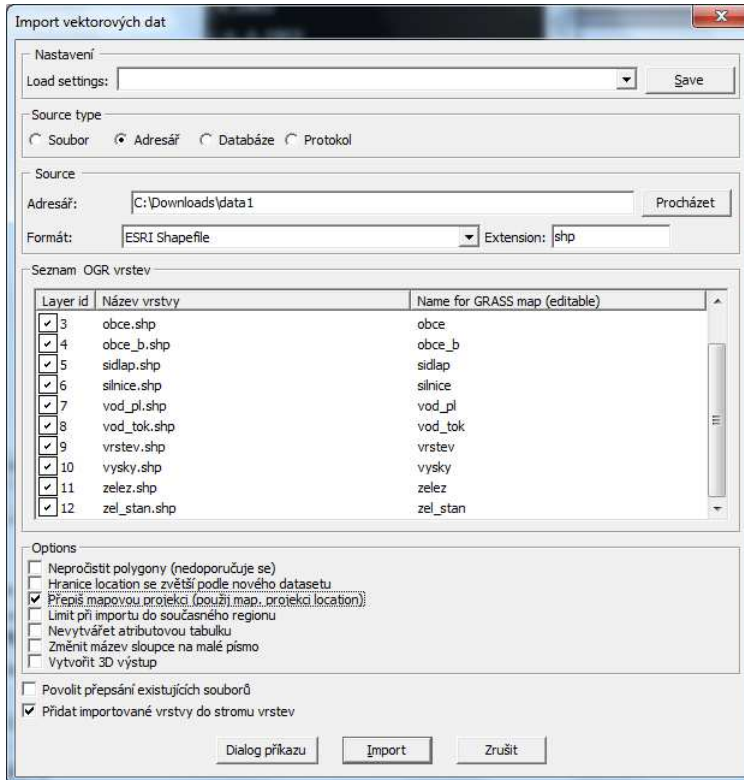 Import vektorových dat
Nastavení
Load settings: Save
Source type
Soubor Adresář Databáze Protokol
Source
Adresář: C:\Downloads\data1 Procházet
Formát: ESRI Shapefile Extension: shp
Seznam OGR vrstev
Layer id Název vrstvy Name for GRASS map (editable)
3 obce.shp obce
4 obce_b.shp obce_b
5 sidlap.shp sidlap
6 silnice.shp silnice
7 vod_pl.shp vod_pl
8 vod_tok.shp vod_tok
9 vrstev.shp vrstev
10 vysky.shp vysky
11 zelez.shp zelez
12 zel_stan.shp zel_stan
Options
Nepročistit polygony (nedoporučuje se)
Hranice location se zvětší podle nového datasetu
Přepiš mapovou projekci (použij map. projekci location)
Limit při importu do současného regionu
Nevytvářet atributovou tabulku
Změnit mázev sloupce na malé písmo
Vytvořit 3D výstup
Povolit přepsání existujících souborů
Přidat importované vrstvy do stromu vrstev
Dialog příkazu Import Zrušit